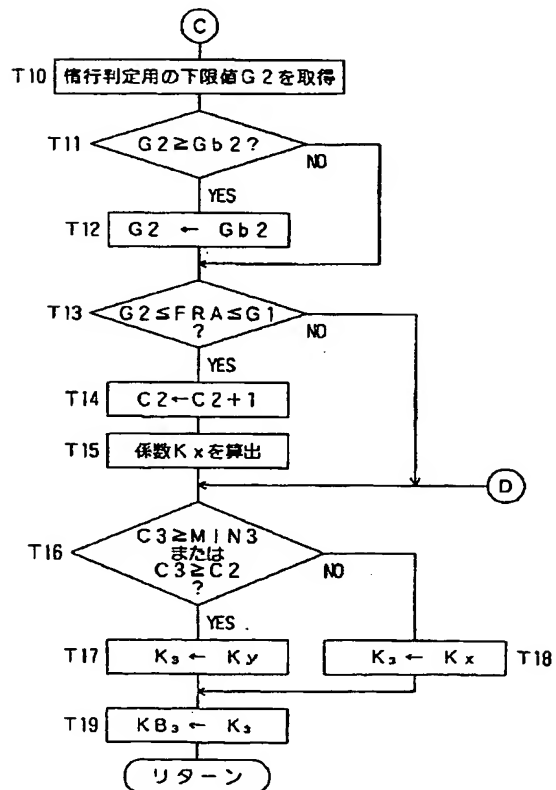 C
T10 惰行判定用の下限値G2を取得
T11 G2≧Gb2?
NO
YES
T12 G2 ← Gb2
T13 G2≦FRA≦G1
?
NO
YES
T14 C2←C2+1
T15 係数Kxを算出
D
T16 C3≧MIN3
または
C3≧C2
?
NO
YES
T17 K₃ ← Ky
K₃ ← Kx T18
T19 KB₃ ← K₃
リターン